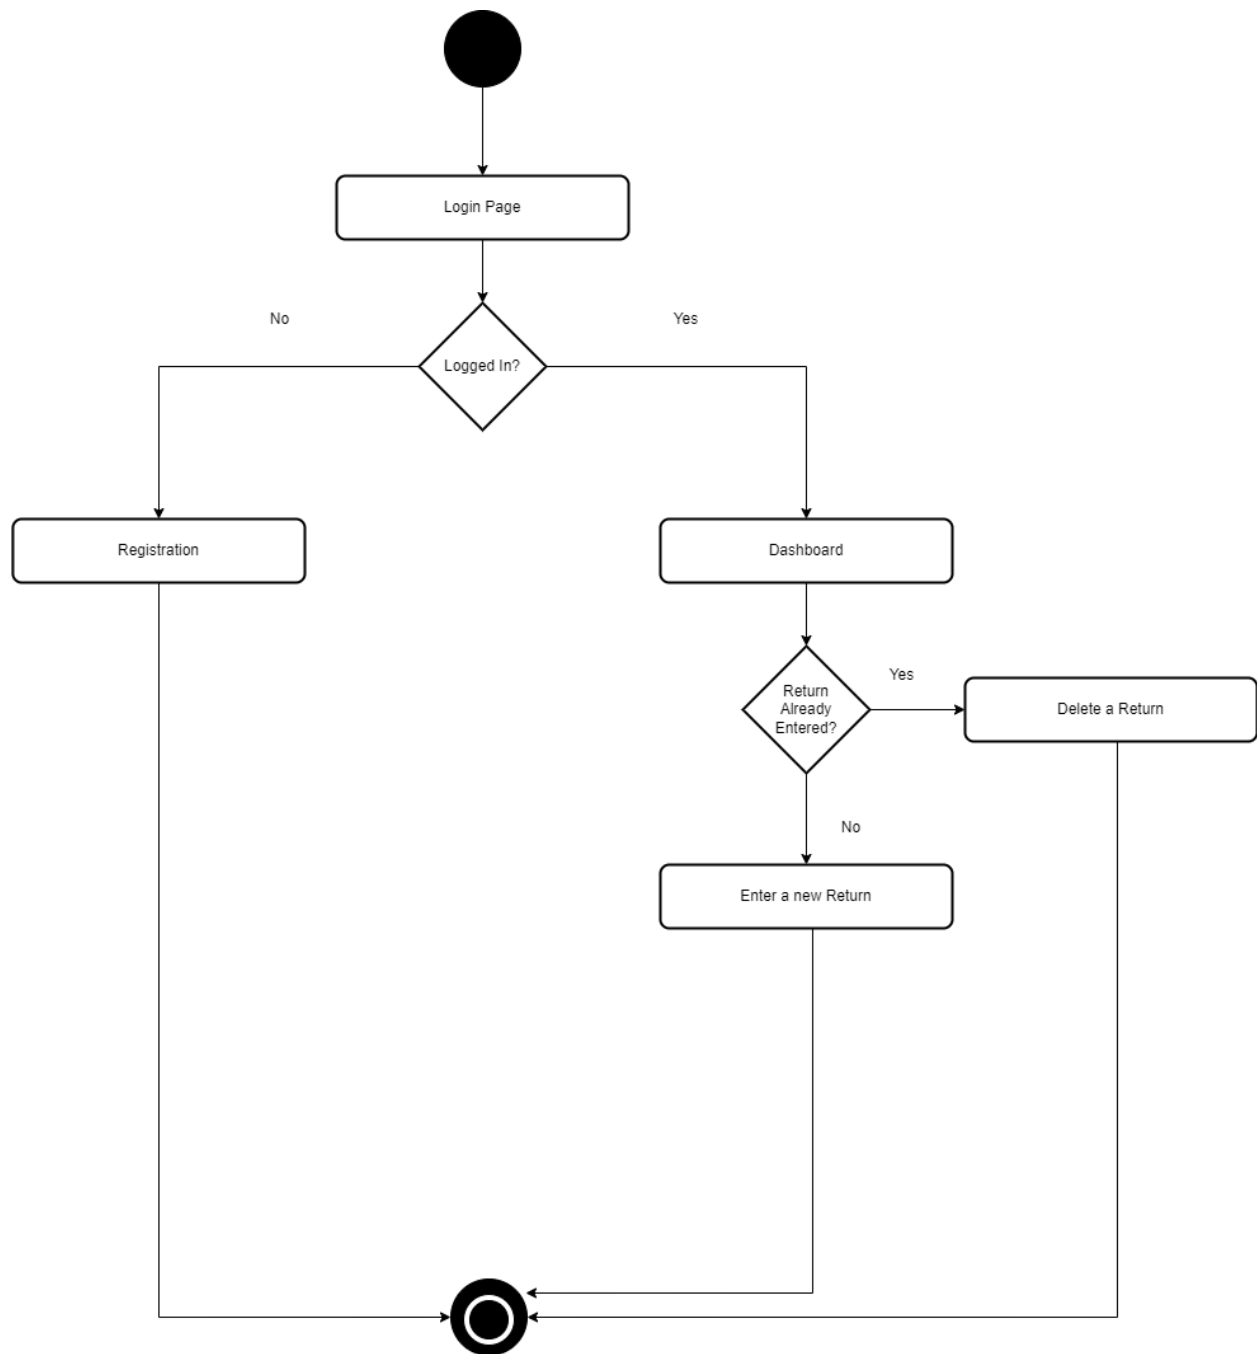 Login Page
No
Yes
Logged In?
Registration
Dashboard
Return
Already
Entered?
Yes
Delete a Return
No
Enter a new Return